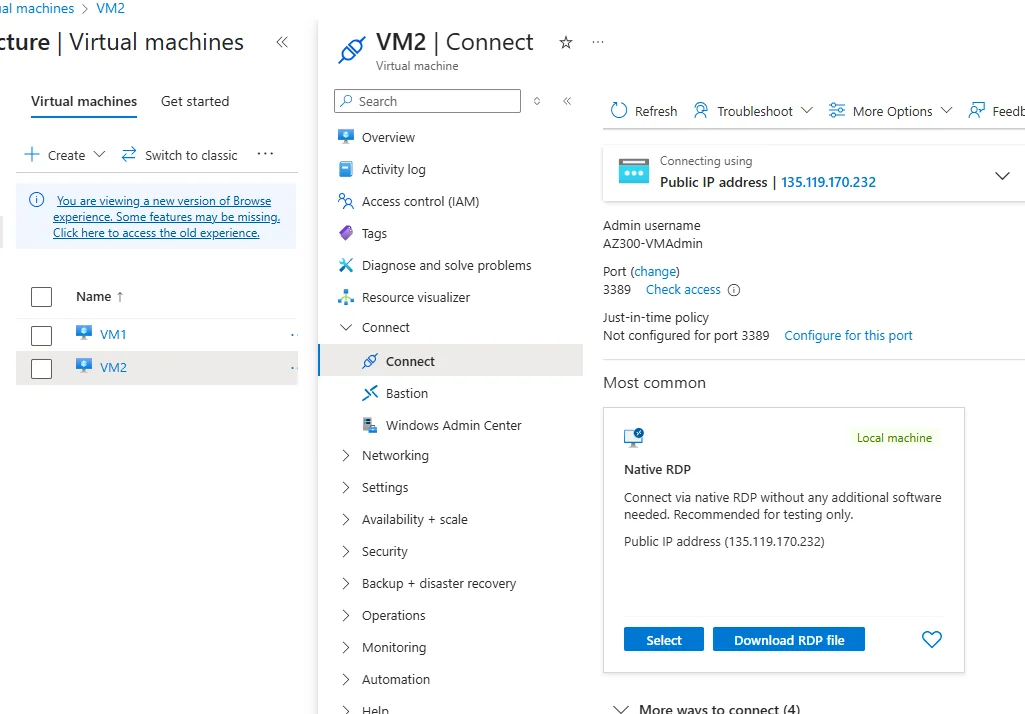 al machines > VM2
cture | Virtual machines
Virtual machines
Get started
Create
Switch to classic
You are viewing a new version of Browse
experience. Some features may be missing.
Click here to access the old experience.
Name ↑
VM1
VM2
VM2 | Connect
Virtual machine
Search
Overview
Activity log
Access control (IAM)
Tags
Diagnose and solve problems
Resource visualizer
Connect
Connect
Bastion
Windows Admin Center
Networking
Settings
Availability + scale
Security
Backup + disaster recovery
Operations
Monitoring
Automation
Help
Refresh
Troubleshoot
More Options
Feedb
Connecting using
Public IP address | 135.119.170.232
Admin username
AZ300-VMAdmin
Port (change)
3389 Check access
Just-in-time policy
Not configured for port 3389 Configure for this port
Most common
Local machine
Native RDP
Connect via native RDP without any additional software
needed. Recommended for testing only.
Public IP address (135.119.170.232)
Select
Download RDP file
More ways to connect (4)